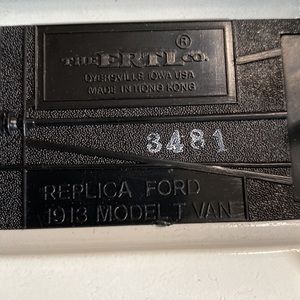 THE ERTL CO.®
DYERSVILLE IOWA USA
MADE IN HONG KONG
3481
REPLICA FORD
1913 MODEL T VAN